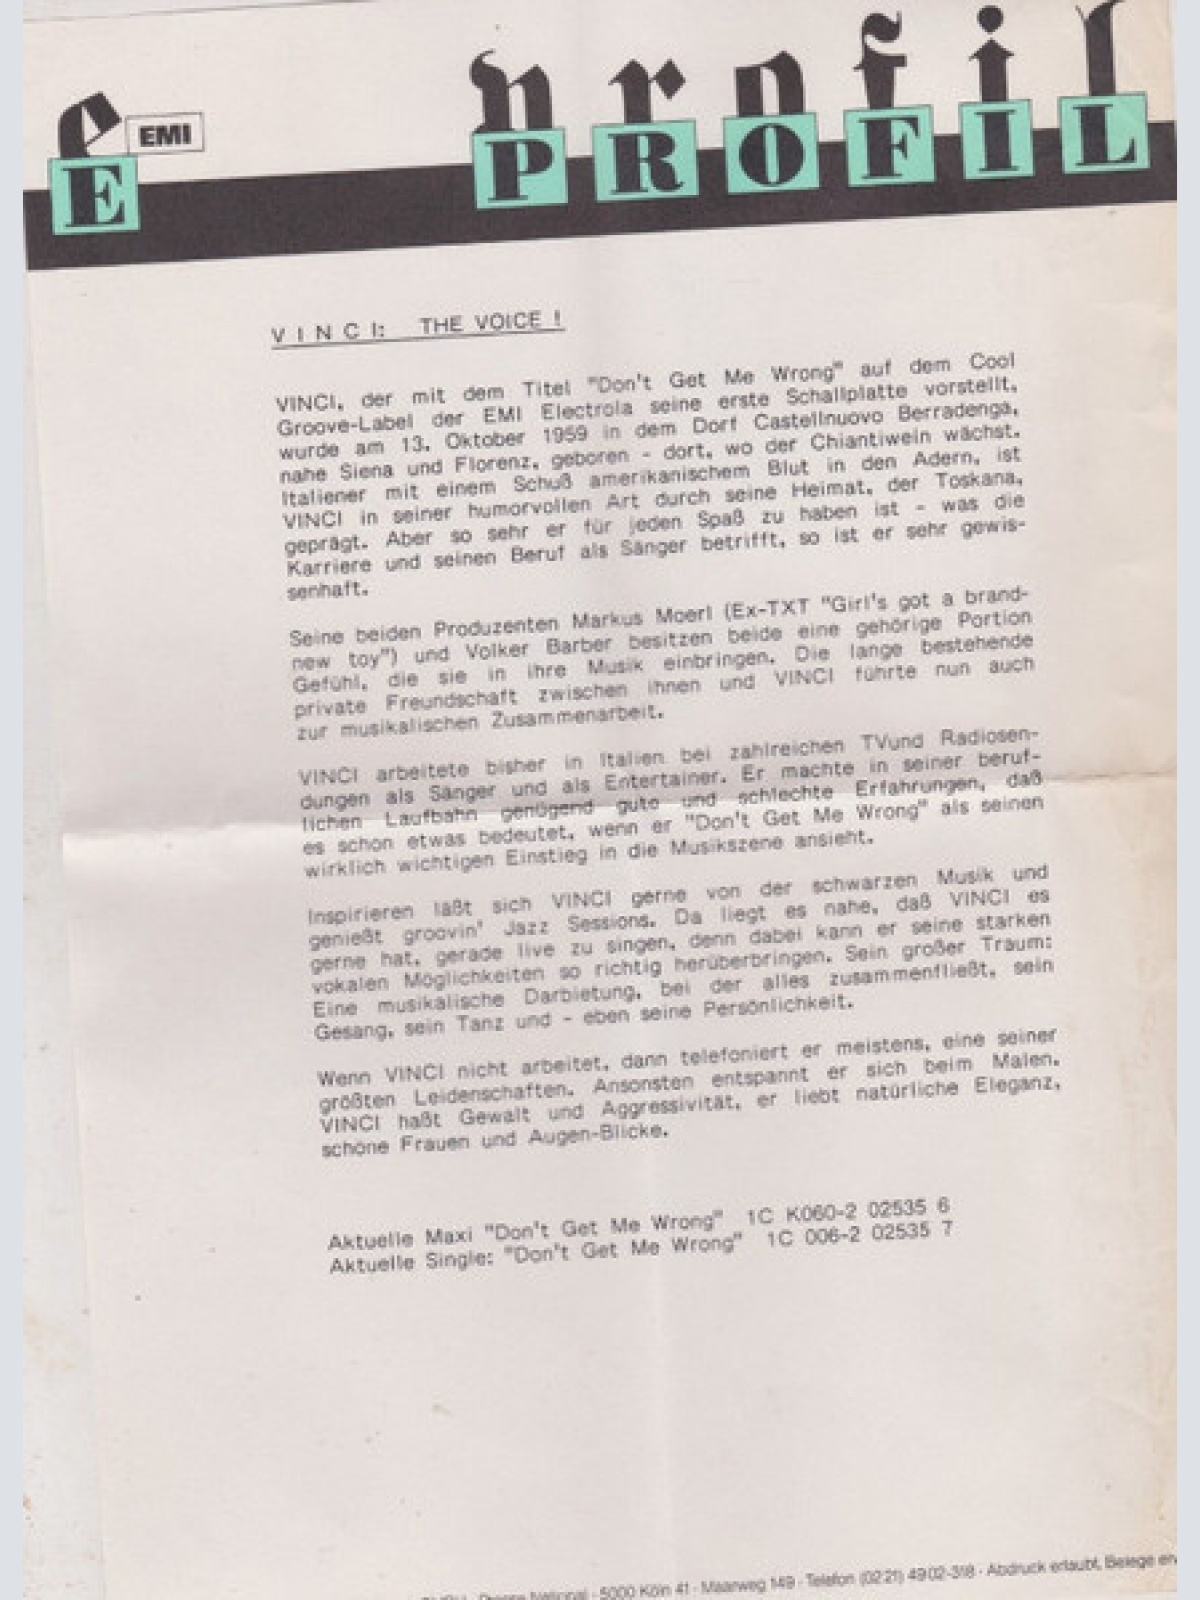 e profil
E EMI PROFIL
V I N C I: THE VOICE !
VINCI, der mit dem Titel "Don't Get Me Wrong" auf dem Cool
Groove-Label der EMI Electrola seine erste Schallplatte vorstellt,
wurde am 13. Oktober 1959 in dem Dorf Castellnuovo Berradenga,
nahe Siena und Florenz, geboren - dort, wo der Chiantiwein wächst.
Italiener mit einem Schuß amerikanischem Blut in den Adern, ist
VINCI in seiner humorvollen Art durch seine Heimat, der Toskana,
geprägt. Aber so sehr er für jeden Spaß zu haben ist - was die
Karriere und seinen Beruf als Sänger betrifft, so ist er sehr gewis-
senhaft.
Seine beiden Produzenten Markus Moerl (Ex-TXT "Girl's got a brand-
new toy") und Volker Barber besitzen beide eine gehörige Portion
Gefühl, die sie in ihre Musik einbringen. Die lange bestehende
private Freundschaft zwischen ihnen und VINCI führte nun auch
zur musikalischen Zusammenarbeit.
VINCI arbeitete bisher in Italien bei zahlreichen TVund Radiosen-
dungen als Sänger und als Entertainer. Er machte in seiner beruf-
lichen Laufbahn genügend gute und schlechte Erfahrungen, daß
es schon etwas bedeutet, wenn er "Don't Get Me Wrong" als seinen
wirklich wichtigen Einstieg in die Musikszene ansieht.
Inspirieren läßt sich VINCI gerne von der schwarzen Musik und
genießt groovin' Jazz Sessions. Da liegt es nahe, daß VINCI es
gerne hat, gerade live zu singen, denn dabei kann er seine starken
vokalen Möglichkeiten so richtig herüberbringen. Sein großer Traum:
Eine musikalische Darbietung, bei der alles zusammenfließt, sein
Gesang, sein Tanz und - eben seine Persönlichkeit.
Wenn VINCI nicht arbeitet, dann telefoniert er meistens, eine seiner
größten Leidenschaften. Ansonsten entspannt er sich beim Malen.
VINCI haßt Gewalt und Aggressivität, er liebt natürliche Eleganz,
schöne Frauen und Augen-Blicke.
Aktuelle Maxi "Don't Get Me Wrong" 1C K060-2 02535 6
Aktuelle Single: "Don't Get Me Wrong" 1C 006-2 02535 7
National · 5000 Köln 41 · Maarweg 149 · Telefon (0221) 4902-318 · Abdruck erlaubt, Belege